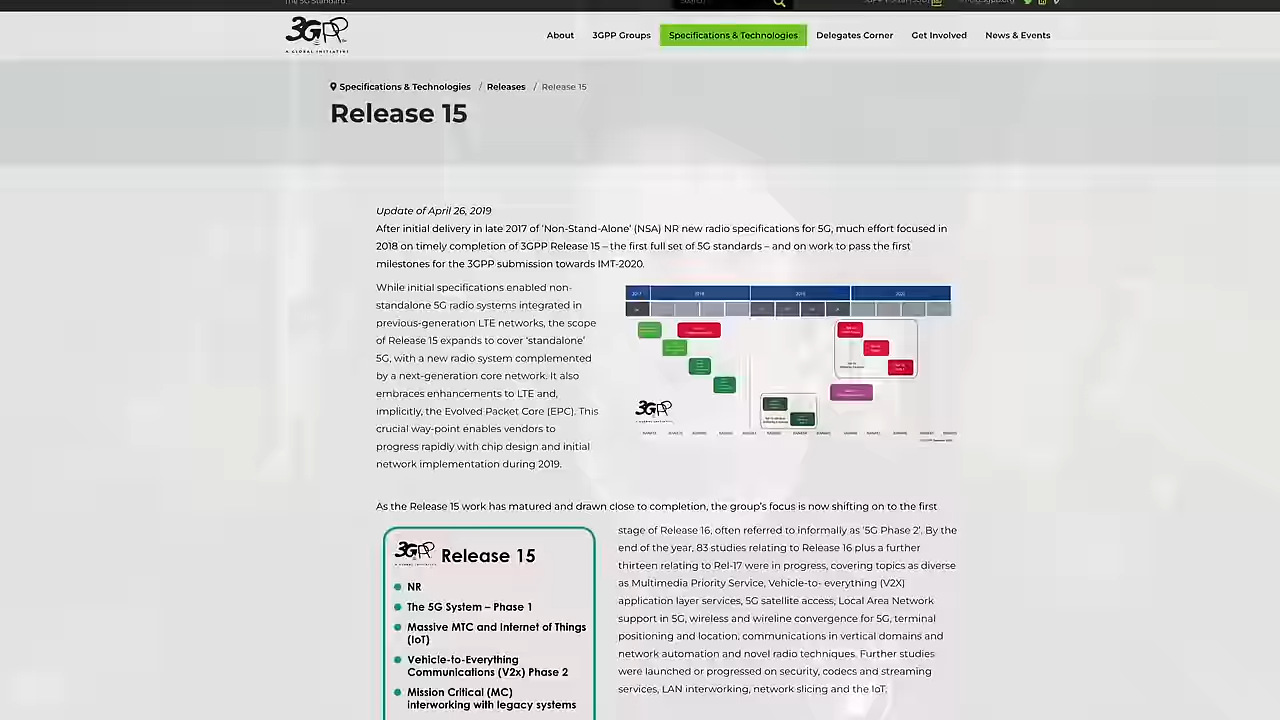 The 5G Standard
Search
3GPP
A GLOBAL INITIATIVE
About
3GPP Groups
Specifications & Technologies
Delegates Corner
Get Involved
News & Events
Specifications & Technologies / Releases / Release 15
Release 15
Update of April 26, 2019
After initial delivery in late 2017 of 'Non-Stand-Alone' (NSA) NR new radio specifications for 5G, much effort focused in
2018 on timely completion of 3GPP Release 15 – the first full set of 5G standards – and on work to pass the first
milestones for the 3GPP submission towards IMT-2020.
While initial specifications enabled non-
standalone 5G radio systems integrated in
previous-generation LTE networks, the scope
of Release 15 expands to cover 'standalone'
5G, with a new radio system complemented
by a next-generation core network. It also
embraces enhancements to LTE and,
implicitly, the Evolved Packet Core (EPC). This
crucial way-point enables vendors to
progress rapidly with chip design and initial
network implementation during 2019.
2017 2018 2019 2020
3GPP
As the Release 15 work has matured and drawn close to completion, the group's focus is now shifting on to the first
stage of Release 16, often referred to informally as '5G Phase 2'. By the
end of the year, 83 studies relating to Release 16 plus a further
thirteen relating to Rel-17 were in progress, covering topics as diverse
as Multimedia Priority Service, Vehicle-to- everything (V2X)
application layer services, 5G satellite access, Local Area Network
support in 5G, wireless and wireline convergence for 5G, terminal
positioning and location, communications in vertical domains and
network automation and novel radio techniques. Further studies
were launched or progressed on security, codecs and streaming
services, LAN interworking, network slicing and the IoT.
3GPP Release 15
NR
The 5G System – Phase 1
Massive MTC and Internet of Things
(IoT)
Vehicle-to-Everything
Communications (V2x) Phase 2
Mission Critical (MC)
interworking with legacy systems